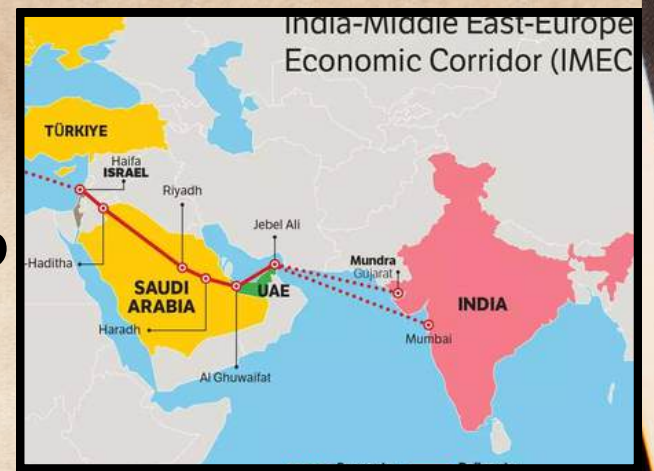 India-Middle East-Europe
Economic Corridor (IMEC
TÜRKIYE
Haifa
ISRAEL
Riyadh
Jebel Ali
Haditha
Mundra
Gujarat
SAUDI
ARABIA
UAE
INDIA
Haradh
Mumbai
Al Ghuwaifat